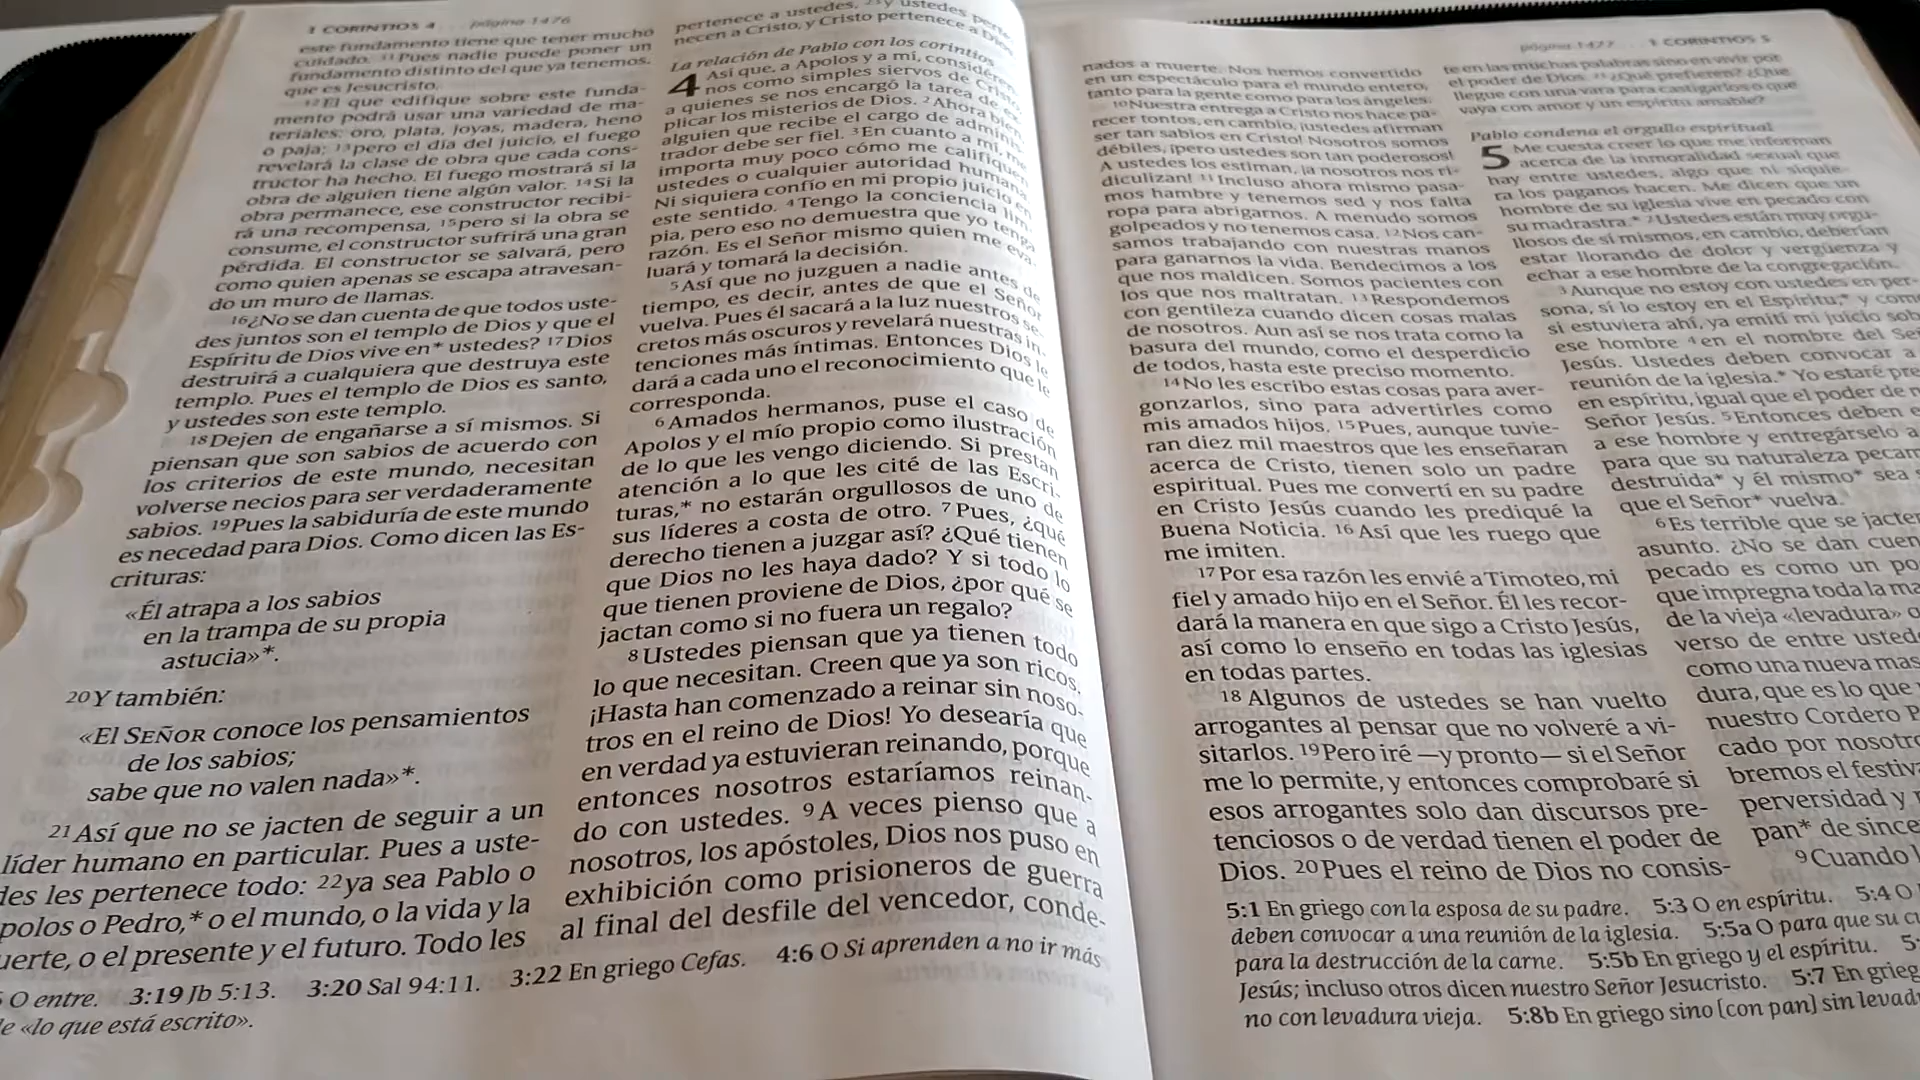 1 CORINTIOS 4 . . . página 1476
este fundamento tiene que tener mucho
cuidado. 11 Pues nadie puede poner un
fundamento distinto del que ya tenemos,
que es Jesucristo.
12 El que edifique sobre este funda-
mento podrá usar una variedad de ma-
teriales: oro, plata, joyas, madera, heno
o paja; 13 pero el día del juicio, el fuego
revelará la clase de obra que cada cons-
tructor ha hecho. El fuego mostrará si la
obra de alguien tiene algún valor. 14 Si la
obra permanece, ese constructor recibi-
rá una recompensa, 15 pero si la obra se
consume, el constructor sufrirá una gran
pérdida. El constructor se salvará, pero
como quien apenas se escapa atravesan-
do un muro de llamas.
16 ¿No se dan cuenta de que todos uste-
des juntos son el templo de Dios y que el
Espíritu de Dios vive en* ustedes? 17 Dios
destruirá a cualquiera que destruya este
templo. Pues el templo de Dios es santo,
y ustedes son este templo.
18 Dejen de engañarse a sí mismos. Si
piensan que son sabios de acuerdo con
los criterios de este mundo, necesitan
volverse necios para ser verdaderamente
sabios. 19 Pues la sabiduría de este mundo
es necedad para Dios. Como dicen las Es-
crituras:
«Él atrapa a los sabios
en la trampa de su propia
astucia»*.
20 Y también:
«El SEÑOR conoce los pensamientos
de los sabios;
sabe que no valen nada»*.
21 Así que no se jacten de seguir a un
líder humano en particular. Pues a uste-
des les pertenece todo: 22 ya sea Pablo o
polos o Pedro,* o el mundo, o la vida y la
uerte, o el presente y el futuro. Todo les
pertenece a ustedes, 23 y ustedes perte-
necen a Cristo, y Cristo pertenece a Dios.
La relación de Pablo con los corintios
4 Así que, a Apolos y a mí, considéren-
nos como simples siervos de Cristo,
a quienes se nos encargó la tarea de ex-
plicar los misterios de Dios. 2 Ahora bien,
alguien que recibe el cargo de adminis-
trador debe ser fiel. 3 En cuanto a mí, me
importa muy poco cómo me califiquen
ustedes o cualquier autoridad humana.
Ni siquiera confío en mi propio juicio en
este sentido. 4 Tengo la conciencia lim-
pia, pero eso no demuestra que yo tenga
razón. Es el Señor mismo quien me eva-
luará y tomará la decisión.
5 Así que no juzguen a nadie antes de
tiempo, es decir, antes de que el Señor
vuelva. Pues él sacará a la luz nuestros se-
cretos más oscuros y revelará nuestras in-
tenciones más íntimas. Entonces Dios le
dará a cada uno el reconocimiento que le
corresponda.
6 Amados hermanos, puse el caso de
Apolos y el mío propio como ilustración
de lo que les vengo diciendo. Si prestan
atención a lo que les cité de las Escri-
turas,* no estarán orgullosos de uno de
sus líderes a costa de otro. 7 Pues, ¿qué
derecho tienen a juzgar así? ¿Qué tienen
que Dios no les haya dado? Y si todo lo
que tienen proviene de Dios, ¿por qué se
jactan como si no fuera un regalo?
8 Ustedes piensan que ya tienen todo
lo que necesitan. Creen que ya son ricos.
¡Hasta han comenzado a reinar sin noso-
tros en el reino de Dios! Yo desearía que
en verdad ya estuvieran reinando, porque
entonces nosotros estaríamos reinan-
do con ustedes. 9 A veces pienso que a
nosotros, los apóstoles, Dios nos puso en
exhibición como prisioneros de guerra
al final del desfile del vencedor, conde-
O entre. 3:19 Jb 5:13. 3:20 Sal 94:11. 3:22 En griego Cefas. 4:6 O Si aprenden a no ir más
de «lo que está escrito».
página 1477 . . . 1 CORINTIOS 5
nados a muerte. Nos hemos convertido
en un espectáculo para el mundo entero,
tanto para la gente como para los ángeles.
10 Nuestra entrega a Cristo nos hace pa-
recer tontos, en cambio, ¡ustedes afirman
ser tan sabios en Cristo! Nosotros somos
débiles, ¡pero ustedes son tan poderosos!
A ustedes los estiman, ¡a nosotros nos ri-
diculizan! 11 Incluso ahora mismo pasa-
mos hambre y tenemos sed y nos falta
ropa para abrigarnos. A menudo somos
golpeados y no tenemos casa. 12 Nos can-
samos trabajando con nuestras manos
para ganarnos la vida. Bendecimos a los
que nos maldicen. Somos pacientes con
los que nos maltratan. 13 Respondemos
con gentileza cuando dicen cosas malas
de nosotros. Aun así se nos trata como la
basura del mundo, como el desperdicio
de todos, hasta este preciso momento.
14 No les escribo estas cosas para aver-
gonzarlos, sino para advertirles como
mis amados hijos. 15 Pues, aunque tuvie-
ran diez mil maestros que les enseñaran
acerca de Cristo, tienen solo un padre
espiritual. Pues me convertí en su padre
en Cristo Jesús cuando les prediqué la
Buena Noticia. 16 Así que les ruego que
me imiten.
17 Por esa razón les envié a Timoteo, mi
fiel y amado hijo en el Señor. Él les recor-
dará la manera en que sigo a Cristo Jesús,
así como lo enseño en todas las iglesias
en todas partes.
18 Algunos de ustedes se han vuelto
arrogantes al pensar que no volveré a vi-
sitarlos. 19 Pero iré —y pronto— si el Señor
me lo permite, y entonces comprobaré si
esos arrogantes solo dan discursos pre-
tenciosos o de verdad tienen el poder de
Dios. 20 Pues el reino de Dios no consis-
te en las muchas palabras sino en vivir por
el poder de Dios. 21 ¿Qué prefieren? ¿Que
llegue con una vara para castigarlos o que
vaya con amor y un espíritu amable?
Pablo condena el orgullo espiritual
5 Me cuesta creer lo que me informan
acerca de la inmoralidad sexual que
hay entre ustedes, algo que ni siquie-
ra los paganos hacen. Me dicen que un
hombre de su iglesia vive en pecado con
su madrastra.* 2 Ustedes están muy orgu-
llosos de sí mismos, en cambio, deberían
estar llorando de dolor y vergüenza y
echar a ese hombre de la congregación.
3 Aunque no estoy con ustedes en per-
sona, sí lo estoy en el Espíritu;* y como
si estuviera ahí, ya emití mi juicio sob
ese hombre 4 en el nombre del Se
Jesús. Ustedes deben convocar a
reunión de la iglesia.* Yo estaré pre
en espíritu, igual que el poder de n
Señor Jesús. 5 Entonces deben e
a ese hombre y entregárselo a
para que su naturaleza pecam
destruida* y él mismo* sea s
que el Señor* vuelva.
6 Es terrible que se jacten
asunto. ¿No se dan cuen
pecado es como un po
que impregna toda la ma
de la vieja «levadura» q
verso de entre ustede
como una nueva mas
dura, que es lo que
nuestro Cordero P
cado por nosotro
bremos el festiva
perversidad y
pan* de since
9 Cuando l
5:1 En griego con la esposa de su padre. 5:3 O en espíritu. 5:4 O
deben convocar a una reunión de la iglesia. 5:5a O para que su cu
para la destrucción de la carne. 5:5b En griego y el espíritu. 5:
Jesús; incluso otros dicen nuestro Señor Jesucristo. 5:7 En grieg
no con levadura vieja. 5:8b En griego sino [con pan] sin levad